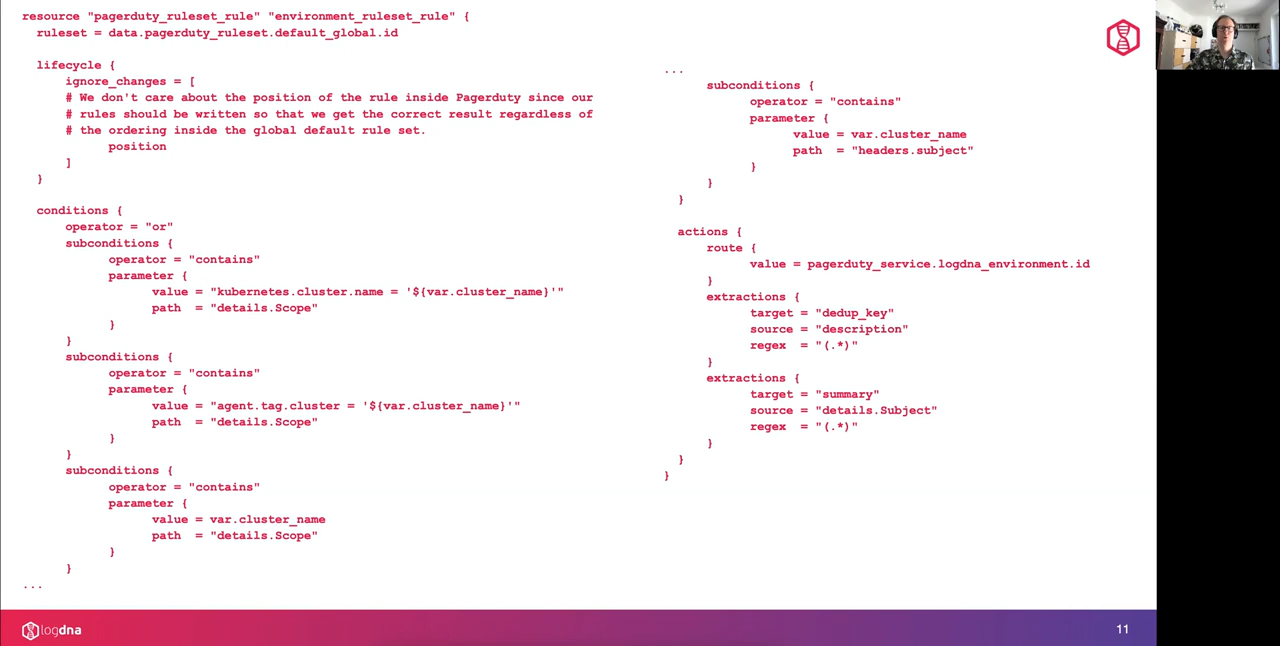 resource "pagerduty_ruleset_rule" "environment_ruleset_rule" {
  ruleset = data.pagerduty_ruleset.default_global.id

  lifecycle {
      ignore_changes = [
      # We don't care about the position of the rule inside Pagerduty since our
      # rules should be written so that we get the correct result regardless of
      # the ordering inside the global default rule set.
            position
      ]
  }

  conditions {
      operator = "or"
      subconditions {
            operator = "contains"
            parameter {
                  value = "kubernetes.cluster.name = '${var.cluster_name}'"
                  path  = "details.Scope"
            }
      }
      subconditions {
            operator = "contains"
            parameter {
                  value = "agent.tag.cluster = '${var.cluster_name}'"
                  path  = "details.Scope"
            }
      }
      subconditions {
            operator = "contains"
            parameter {
                  value = var.cluster_name
                  path  = "details.Scope"
            }
      }
...
...
      subconditions {
            operator = "contains"
            parameter {
                  value = var.cluster_name
                  path  = "headers.subject"
            }
      }
  }

  actions {
      route {
            value = pagerduty_service.logdna_environment.id
      }
      extractions {
            target = "dedup_key"
            source = "description"
            regex  = "(.*)"
      }
      extractions {
            target = "summary"
            source = "details.Subject"
            regex  = "(.*)"
      }
  }
}
logdna
11